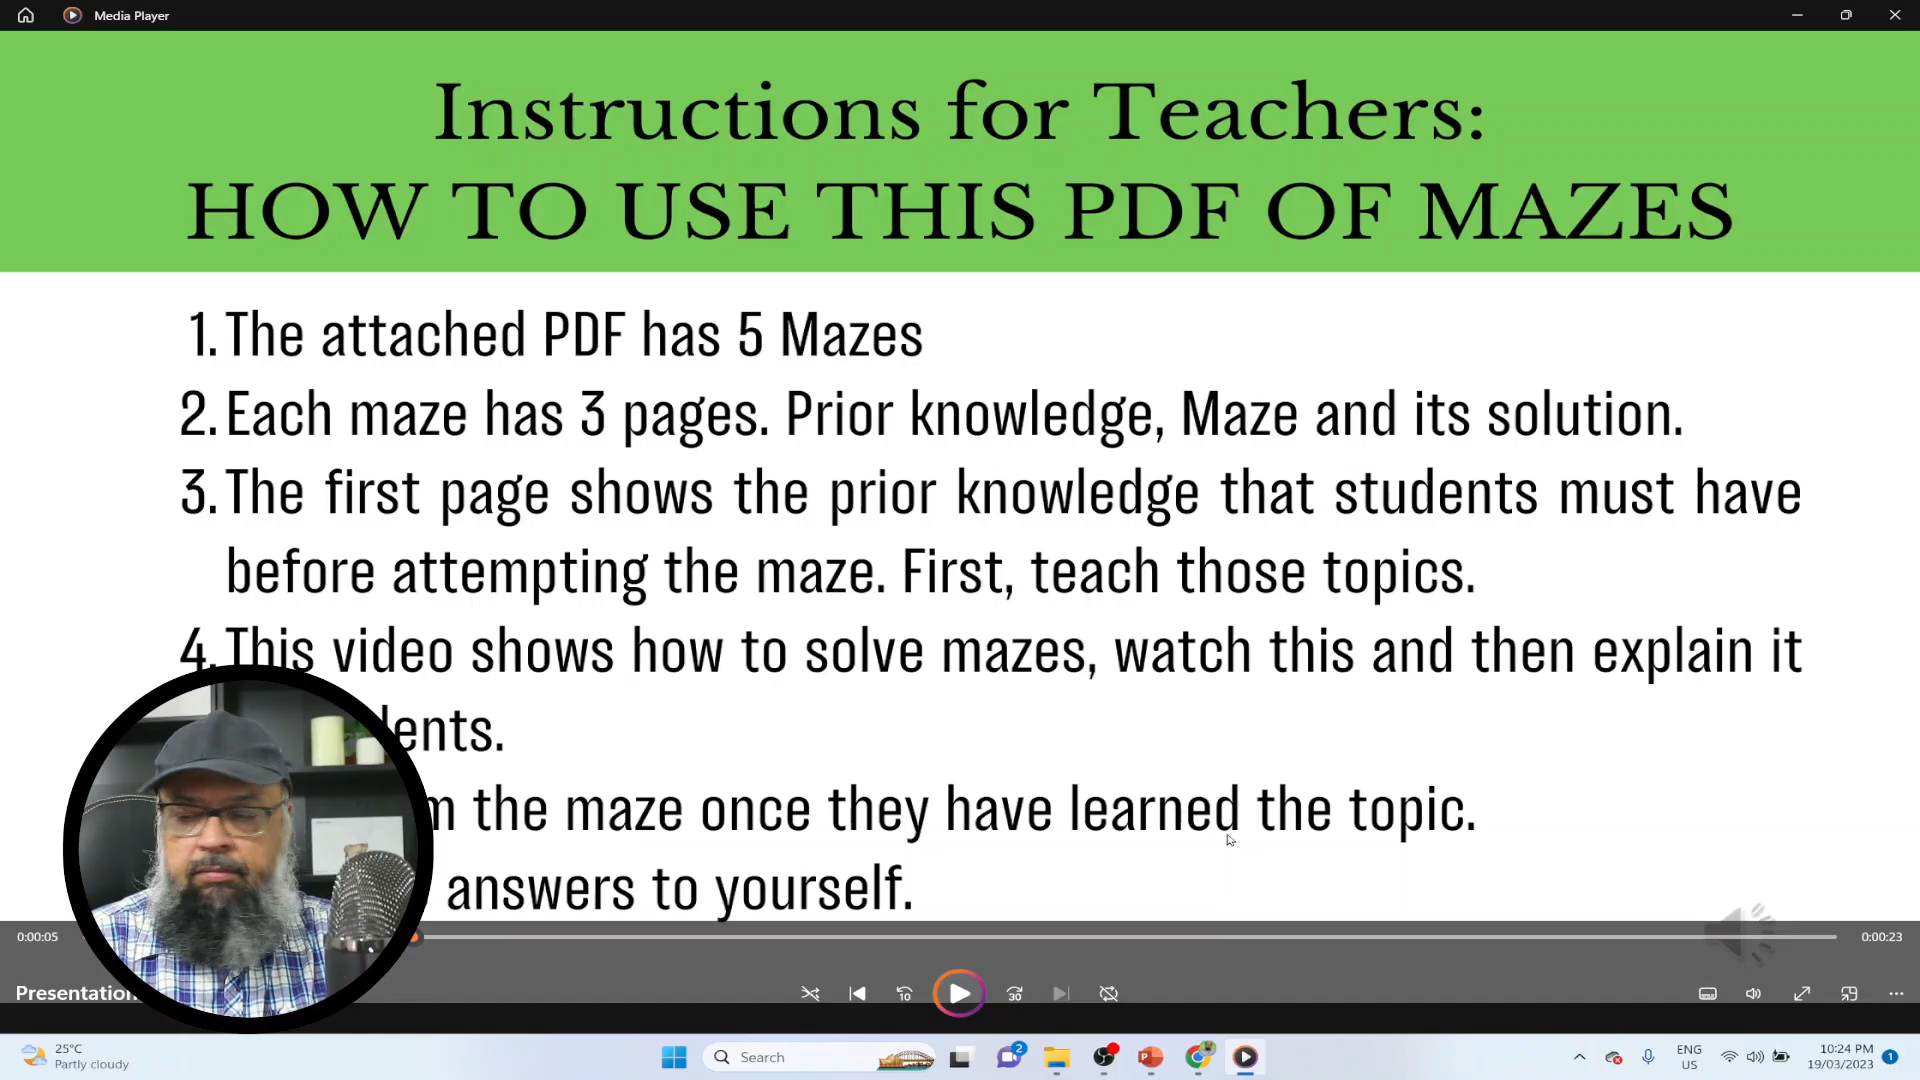 Media Player
Instructions for Teachers:
HOW TO USE THIS PDF OF MAZES
1. The attached PDF has 5 Mazes
2. Each maze has 3 pages. Prior knowledge, Maze and its solution.
3. The first page shows the prior knowledge that students must have
before attempting the maze. First, teach those topics.
4. This video shows how to solve mazes, watch this and then explain it
the maze once they have learned the topic.
answers to yourself.
0:00:05
0:00:23
Presentation
10
30
25°C
Partly cloudy
Search
2
ENG
US
10:24 PM
19/03/2023
1